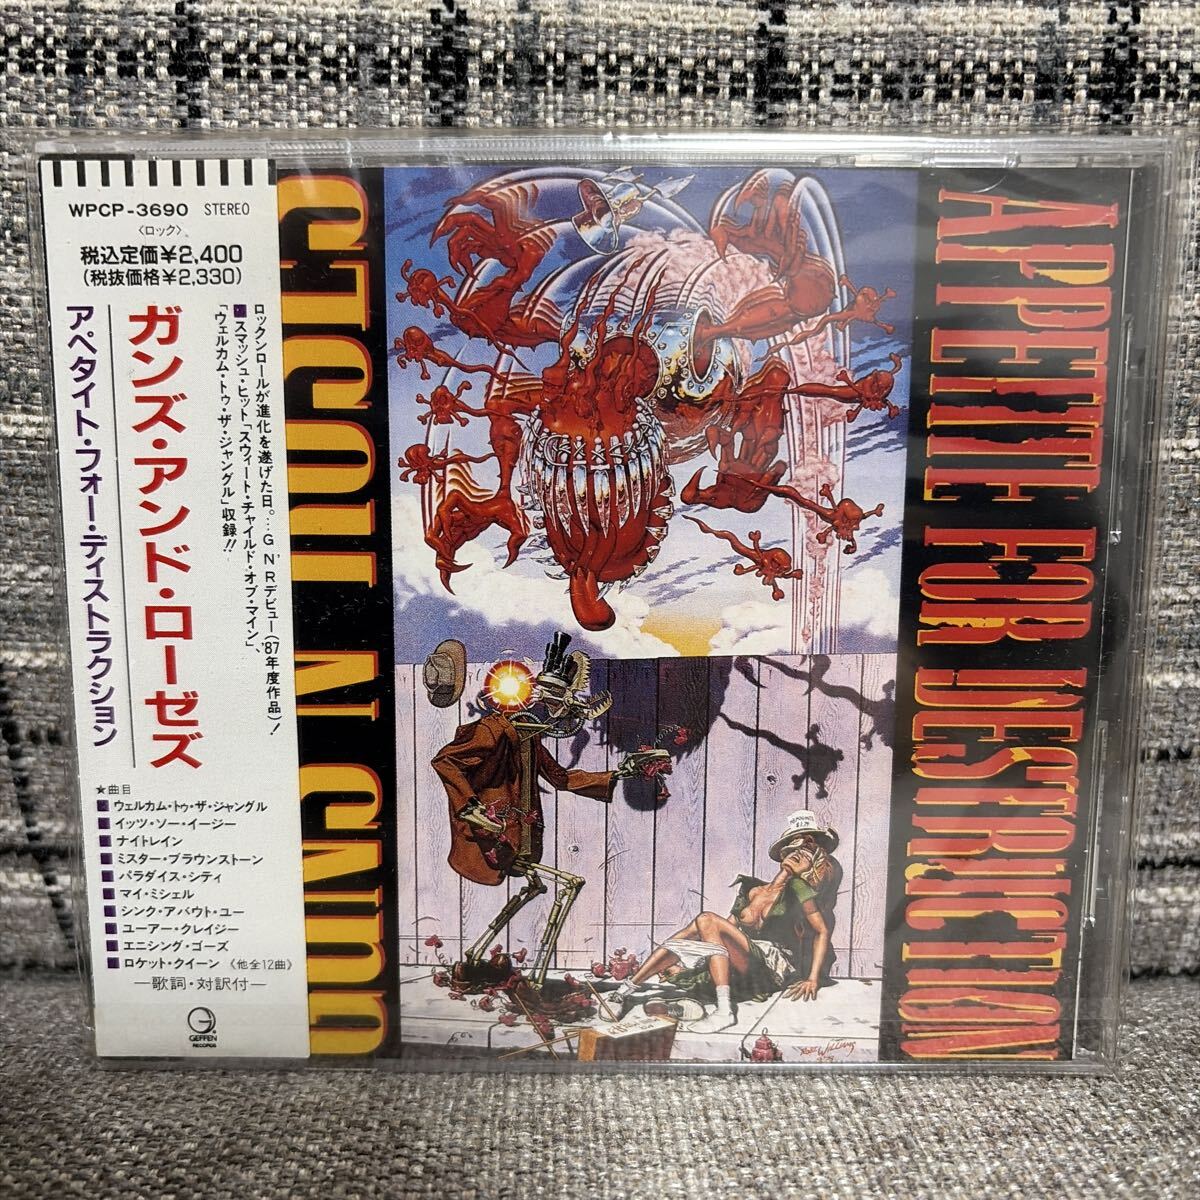 WPCP-3690 STEREO
〈ロック〉
税込定価¥2,400
(税抜価格¥2,330)
ロックンロールが進化を遂げた日。…G N' Rデビュー('87年度作品)!
■スマッシュ・ヒット「スウィート・チャイルド・オブ・マイン」、
「ウェルカム・トゥ・ザ・ジャングル」収録!!
ガンズ・アンド・ローゼズ
アペタイト・フォー・ディストラクション
★曲目
■ウェルカム・トゥ・ザ・ジャングル
■イッツ・ソー・イージー
■ナイトレイン
■ミスター・ブラウンストーン
■パラダイス・シティ
■マイ・ミシェル
■シンク・アバウト・ユー
■ユーアー・クレイジー
■エニシング・ゴーズ
■ロケット・クイーン《他全12曲》
―歌詞・対訳付―
GEFFEN
RECORDS
APPETITE FOR DESTRUCTION